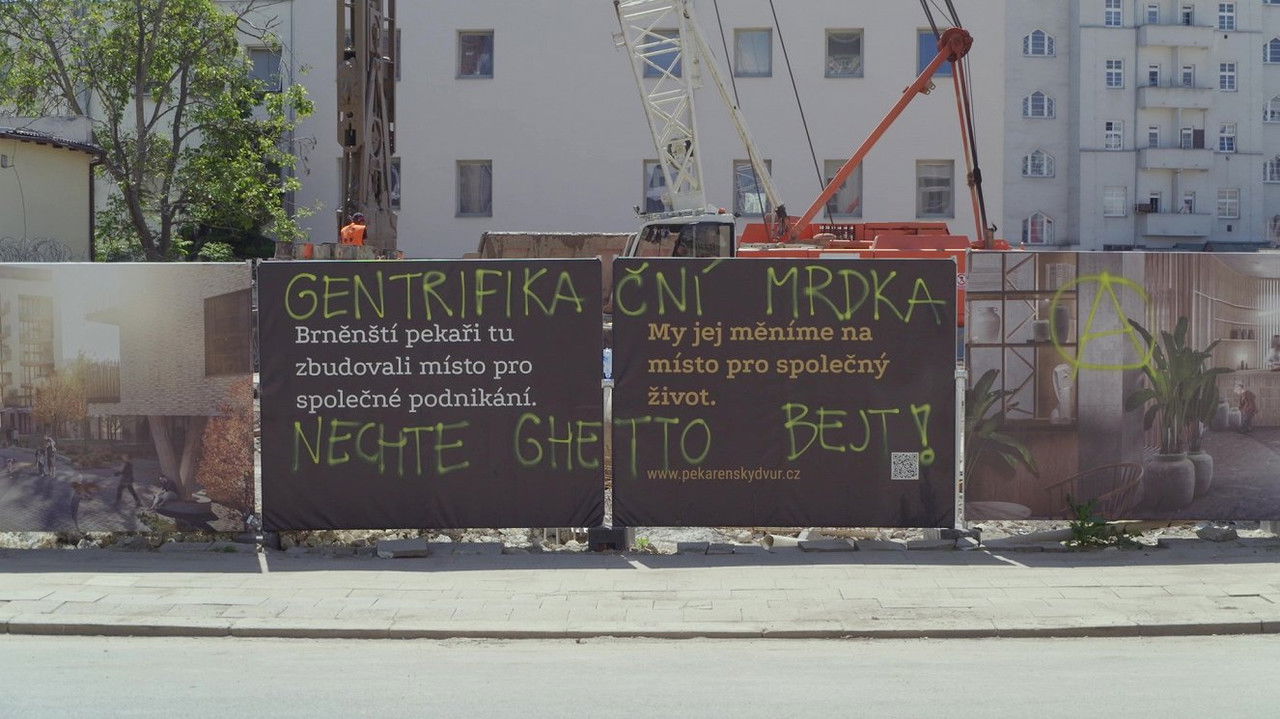 GENTRIFIKAČNÍ MRDKA
Brněnští pekaři tu
zbudovali místo pro
společné podnikání.
My jej měníme na
místo pro společný
život.
NECHTE GHETTO BEJT!
www.pekarenskydvur.cz
A